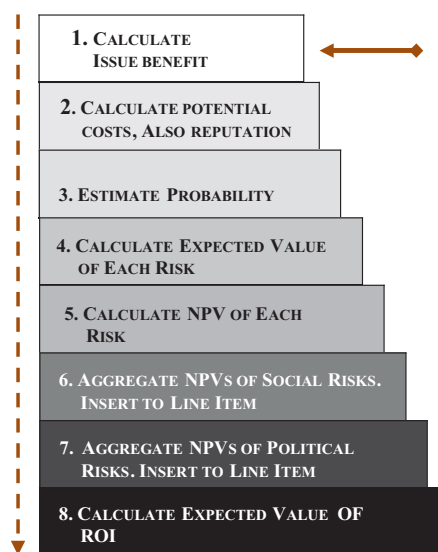 1. CALCULATE
ISSUE BENEFIT
2. CALCULATE POTENTIAL
COSTS, ALSO REPUTATION
3. ESTIMATE PROBABILITY
4. CALCULATE EXPECTED VALUE
OF EACH RISK
5. CALCULATE NPV OF EACH
RISK
6. AGGREGATE NPVS OF SOCIAL RISKS.
INSERT TO LINE ITEM
7. AGGREGATE NPVS OF POLITICAL
RISKS. INSERT TO LINE ITEM
8. CALCULATE EXPECTED VALUE OF
ROI